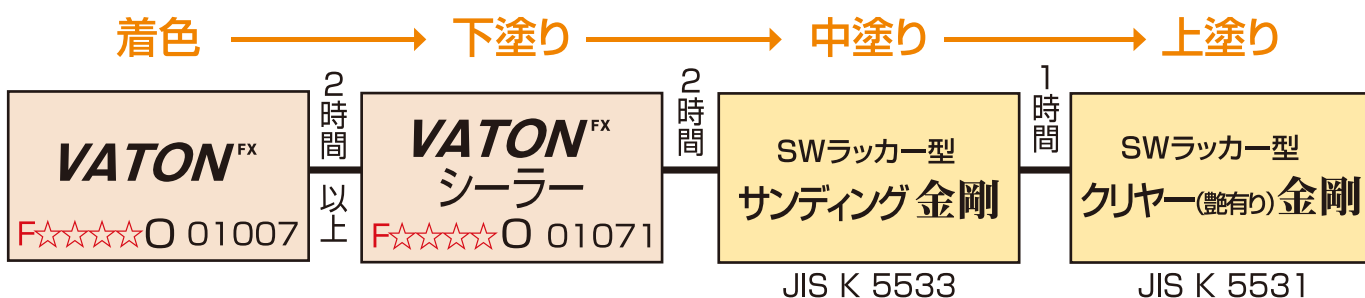 着色 → 下塗り → 中塗り → 上塗り
VATON FX
F☆☆☆☆O 01007
2時間以上
VATON FX
シーラー
F☆☆☆☆O 01071
2時間
SWラッカー型
サンディング金剛
JIS K 5533
1時間
SWラッカー型
クリヤー(艶有り)金剛
JIS K 5531